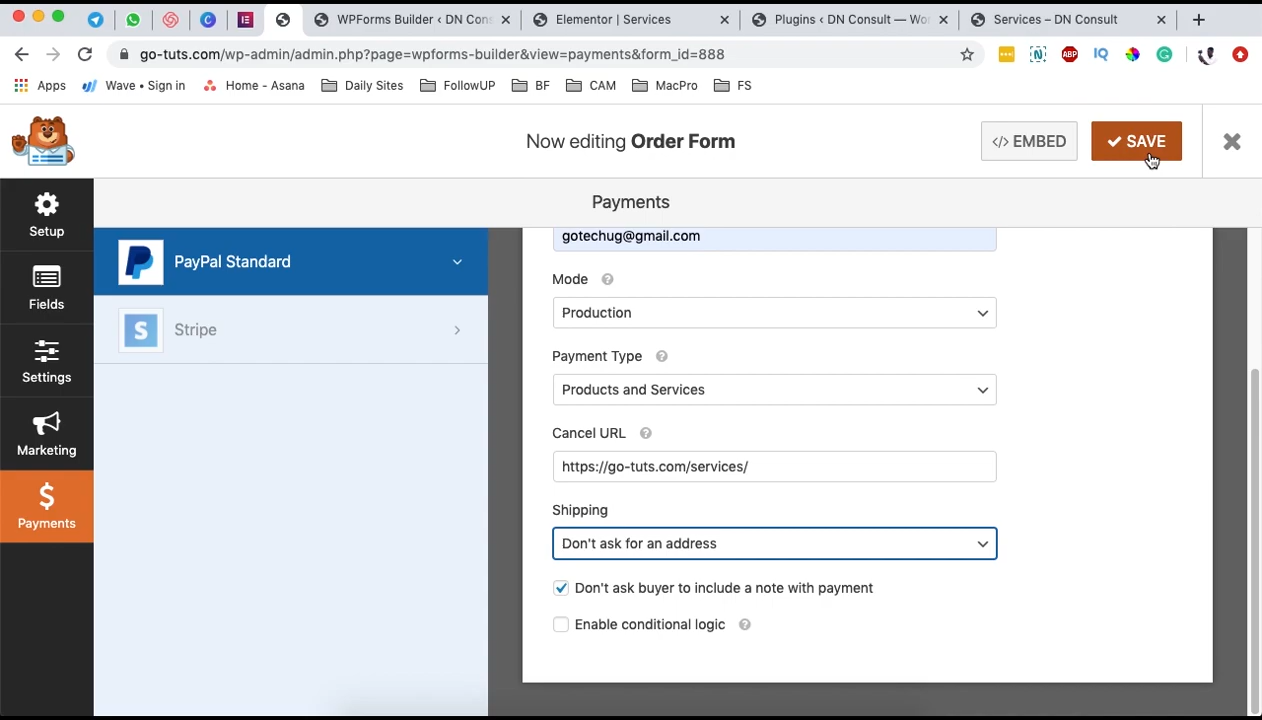 WPForms Builder < DN Cons
Elementor | Services
Plugins < DN Consult — Wo
Services – DN Consult
go-tuts.com/wp-admin/admin.php?page=wpforms-builder&view=payments&form_id=888
ABP
IQ
Apps
Wave • Sign in
Home - Asana
Daily Sites
FollowUP
BF
CAM
MacPro
FS
Now editing Order Form
</> EMBED
SAVE
Setup
Fields
Settings
Marketing
Payments
Payments
PayPal Standard
Stripe
gotechug@gmail.com
Mode
Production
Payment Type
Products and Services
Cancel URL
https://go-tuts.com/services/
Shipping
Don't ask for an address
Don't ask buyer to include a note with payment
Enable conditional logic